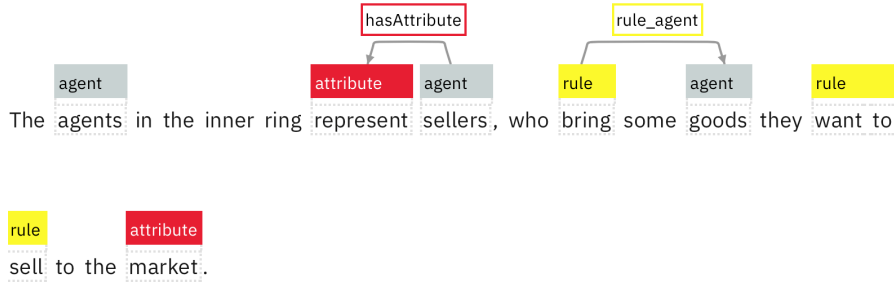 hasAttribute rule_agent
agent attribute agent rule agent rule
The agents in the inner ring represent sellers, who bring some goods they want to
rule attribute
sell to the market.